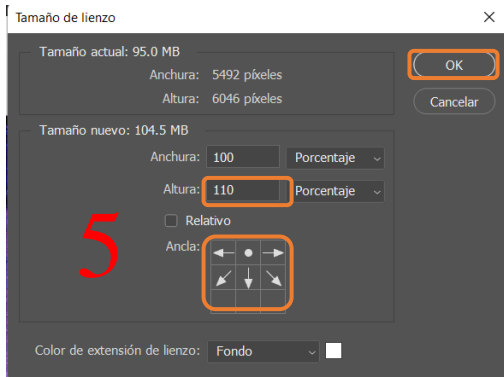 Tamaño de lienzo
Tamaño actual: 95.0 MB
Anchura: 5492 píxeles
Altura: 6046 píxeles
OK
Cancelar
Tamaño nuevo: 104.5 MB
Anchura: 100 Porcentaje
Altura: 110 Porcentaje
Relativo
Ancla:
5
Color de extensión de lienzo: Fondo